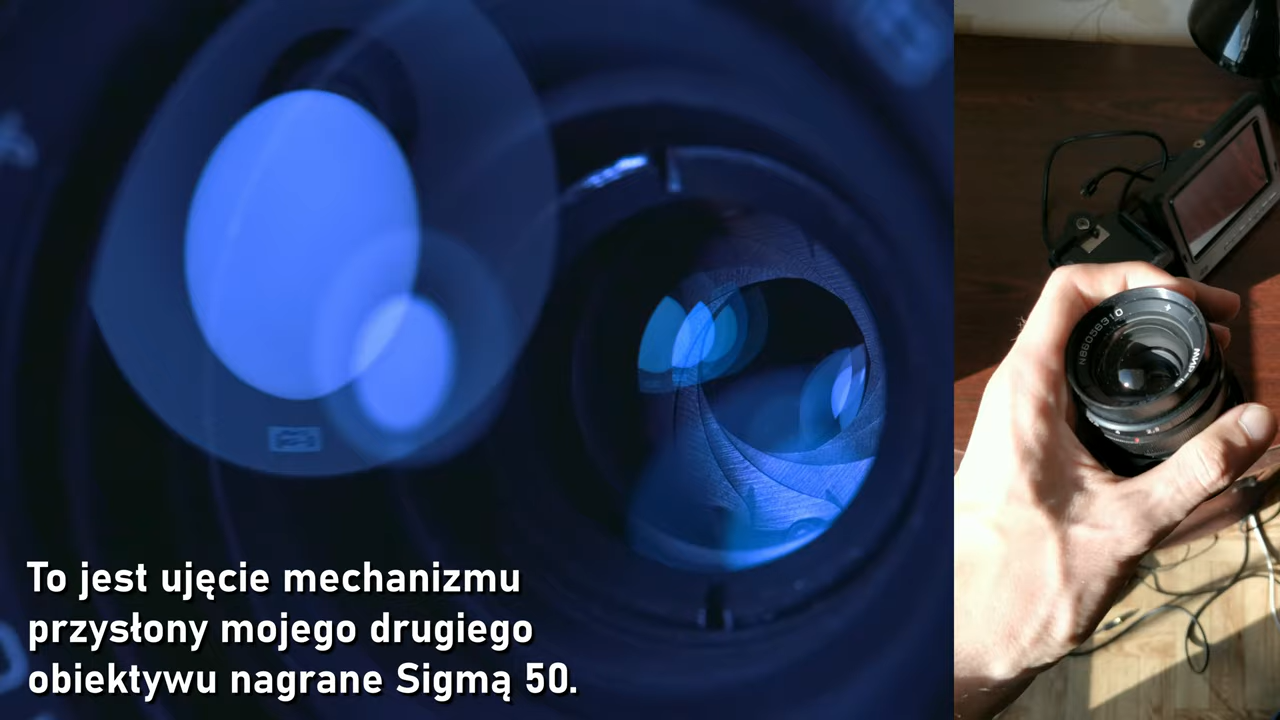 To jest ujęcie mechanizmu
przysłony mojego drugiego
obiektywu nagrane Sigmą 50.